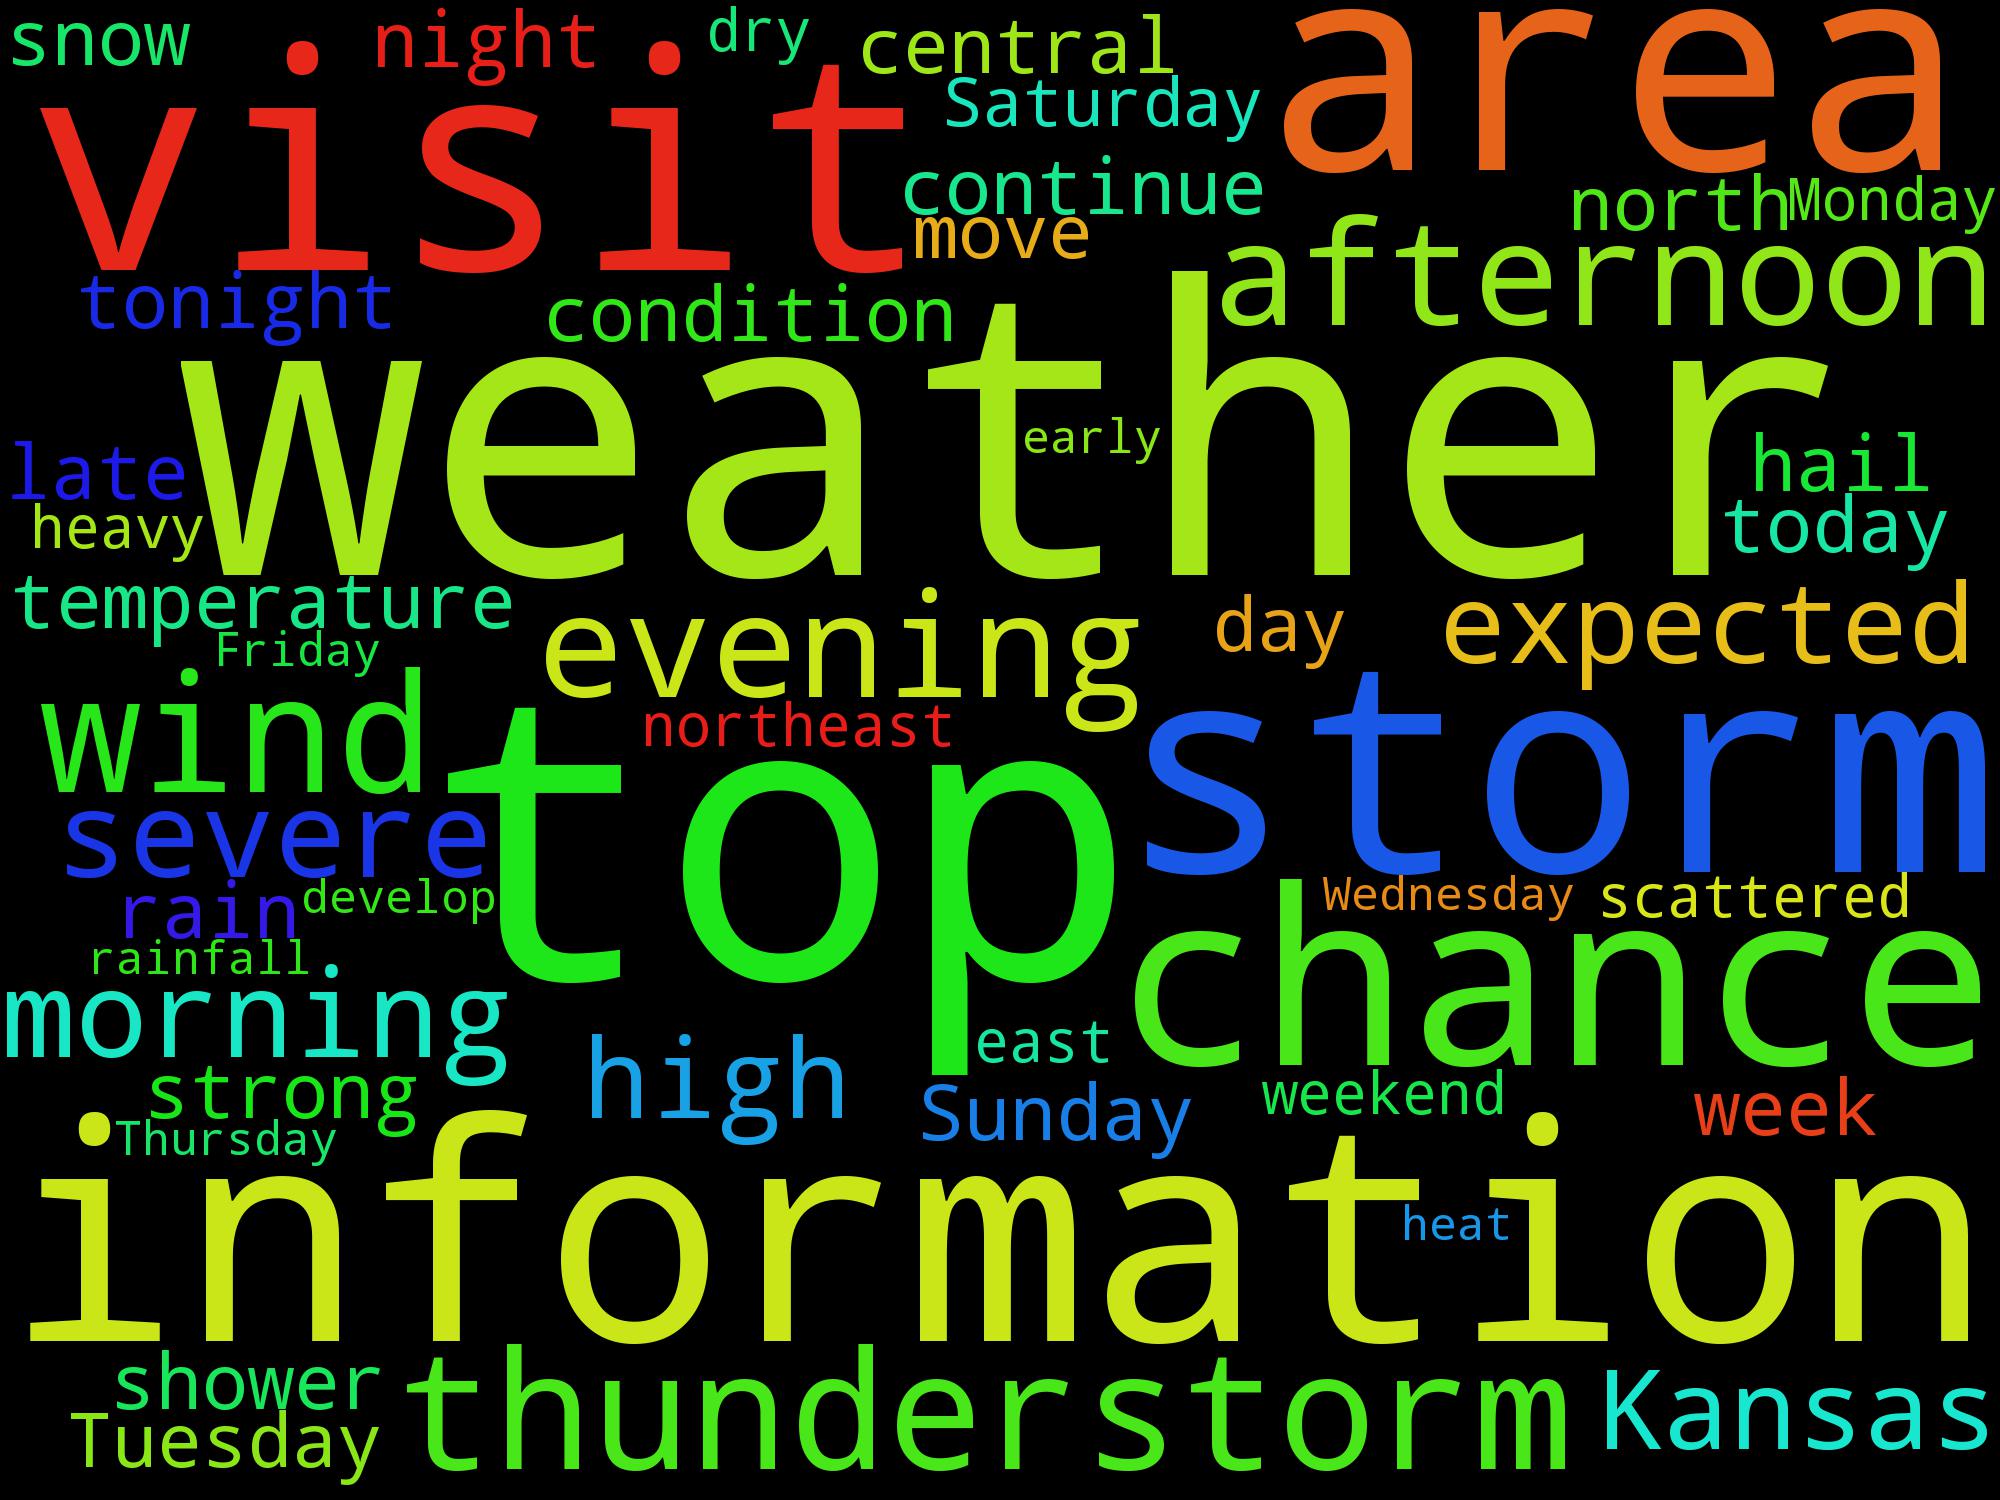 snow night dry central area
visit Saturday
continue north Monday
move afternoon
tonight condition
weather
early
late hail
heavy today
temperature evening day expected
Friday
wind northeast storm
top
severe
rain develop Wednesday scattered
rainfall chance
morning east
high
strong Sunday weekend week
Thursday
information
heat
shower thunderstorm Kansas
Tuesday